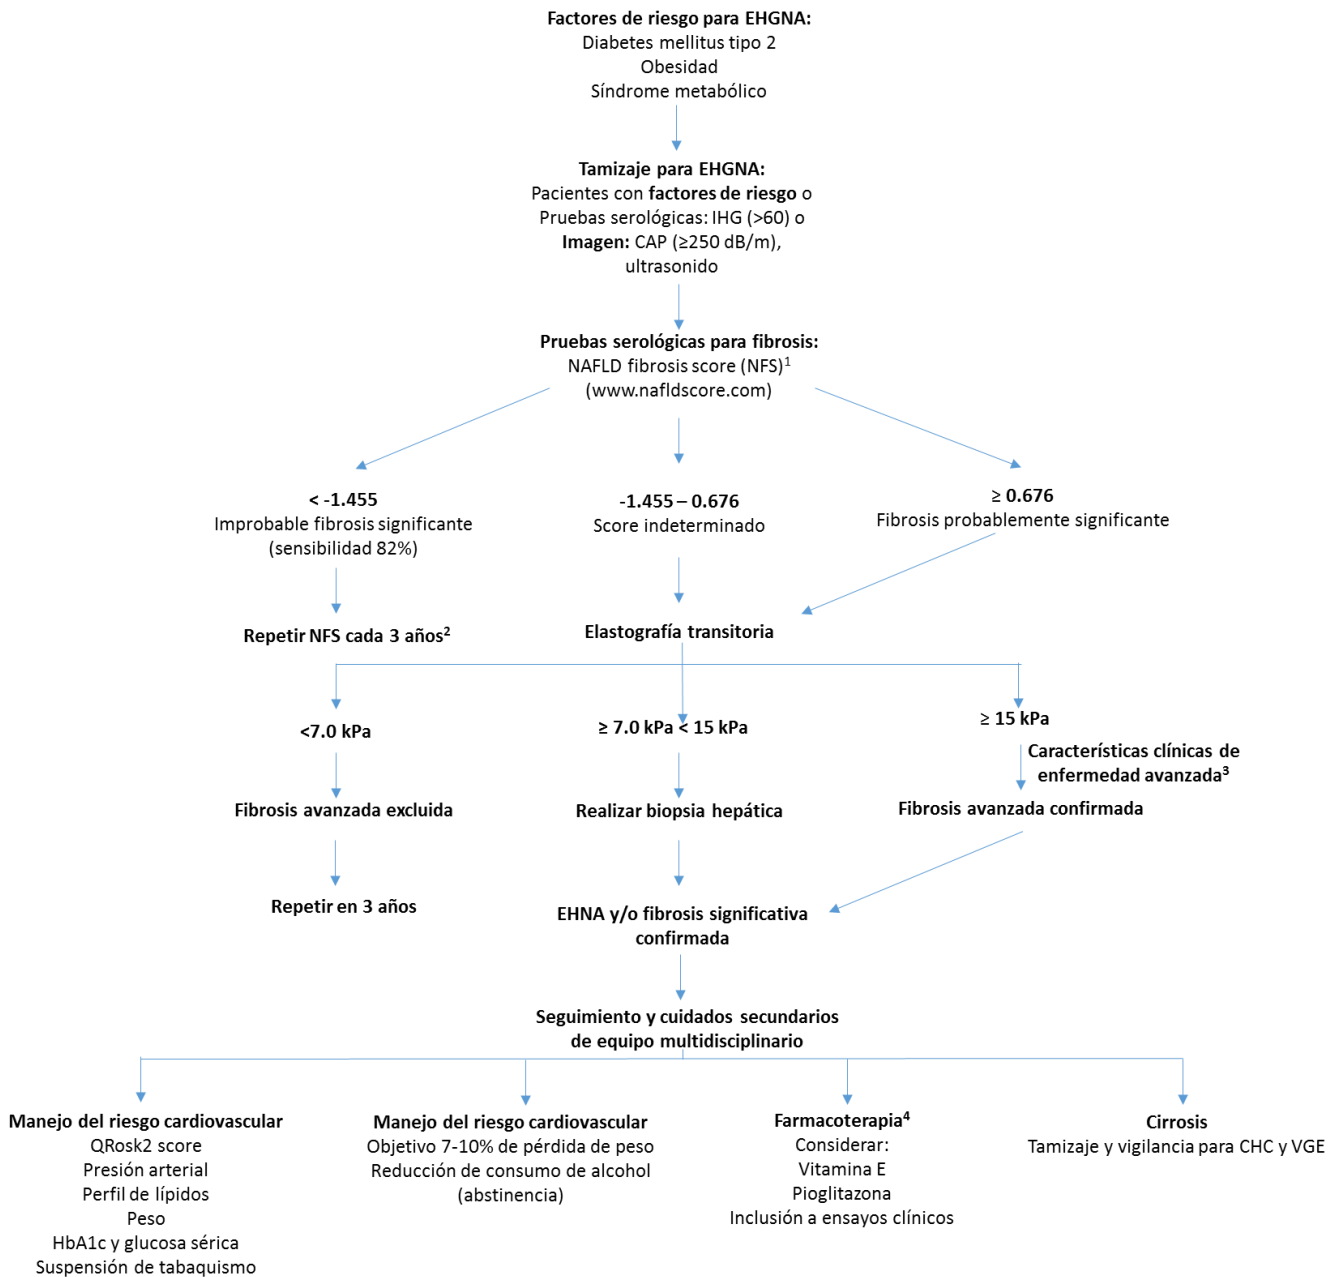 Factores de riesgo para EHGNA:
Diabetes mellitus tipo 2
Obesidad
Síndrome metabólico
Tamizaje para EHGNA:
Pacientes con factores de riesgo o
Pruebas serológicas: IHG (>60) o
Imagen: CAP (≥250 dB/m),
ultrasonido
Pruebas serológicas para fibrosis:
NAFLD fibrosis score (NFS)¹
(www.nafldscore.com)
< -1.455
Improbable fibrosis significante
(sensibilidad 82%)
-1.455 – 0.676
Score indeterminado
≥ 0.676
Fibrosis probablemente significante
Repetir NFS cada 3 años²
Elastografía transitoria
<7.0 kPa
≥ 7.0 kPa < 15 kPa
≥ 15 kPa
Características clínicas de
enfermedad avanzada³
Fibrosis avanzada excluida
Realizar biopsia hepática
Fibrosis avanzada confirmada
Repetir en 3 años
EHNA y/o fibrosis significativa
confirmada
Seguimiento y cuidados secundarios
de equipo multidisciplinario
Manejo del riesgo cardiovascular
QRosk2 score
Presión arterial
Perfil de lípidos
Peso
HbA1c y glucosa sérica
Suspensión de tabaquismo
Manejo del riesgo cardiovascular
Objetivo 7-10% de pérdida de peso
Reducción de consumo de alcohol
(abstinencia)
Farmacoterapia⁴
Considerar:
Vitamina E
Pioglitazona
Inclusión a ensayos clínicos
Cirrosis
Tamizaje y vigilancia para CHC y VGE